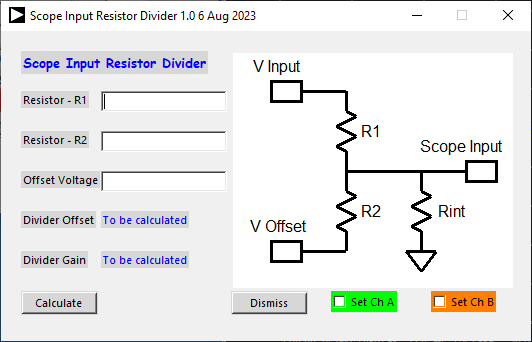 Scope Input Resistor Divider 1.0 6 Aug 2023
Scope Input Resistor Divider
Resistor - R1
Resistor - R2
Offset Voltage
Divider Offset To be calculated
Divider Gain To be calculated
Calculate
V Input
R1
Scope Input
R2
Rint
V Offset
Dismiss
Set Ch A
Set Ch B